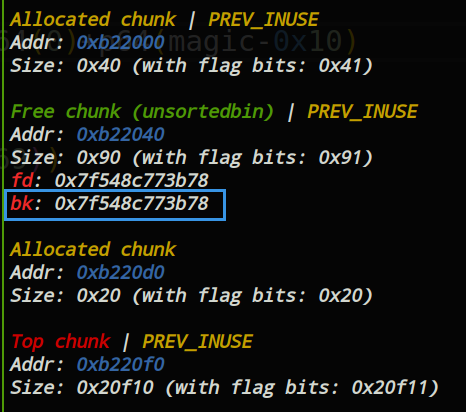 Allocated chunk | PREV_INUSE
Addr: 0xb22000
Size: 0x40 (with flag bits: 0x41)
Free chunk (unsortedbin) | PREV_INUSE
Addr: 0xb22040
Size: 0x90 (with flag bits: 0x91)
fd: 0x7f548c773b78
bk: 0x7f548c773b78
Allocated chunk
Addr: 0xb220d0
Size: 0x20 (with flag bits: 0x20)
Top chunk | PREV_INUSE
Addr: 0xb220f0
Size: 0x20f10 (with flag bits: 0x20f11)